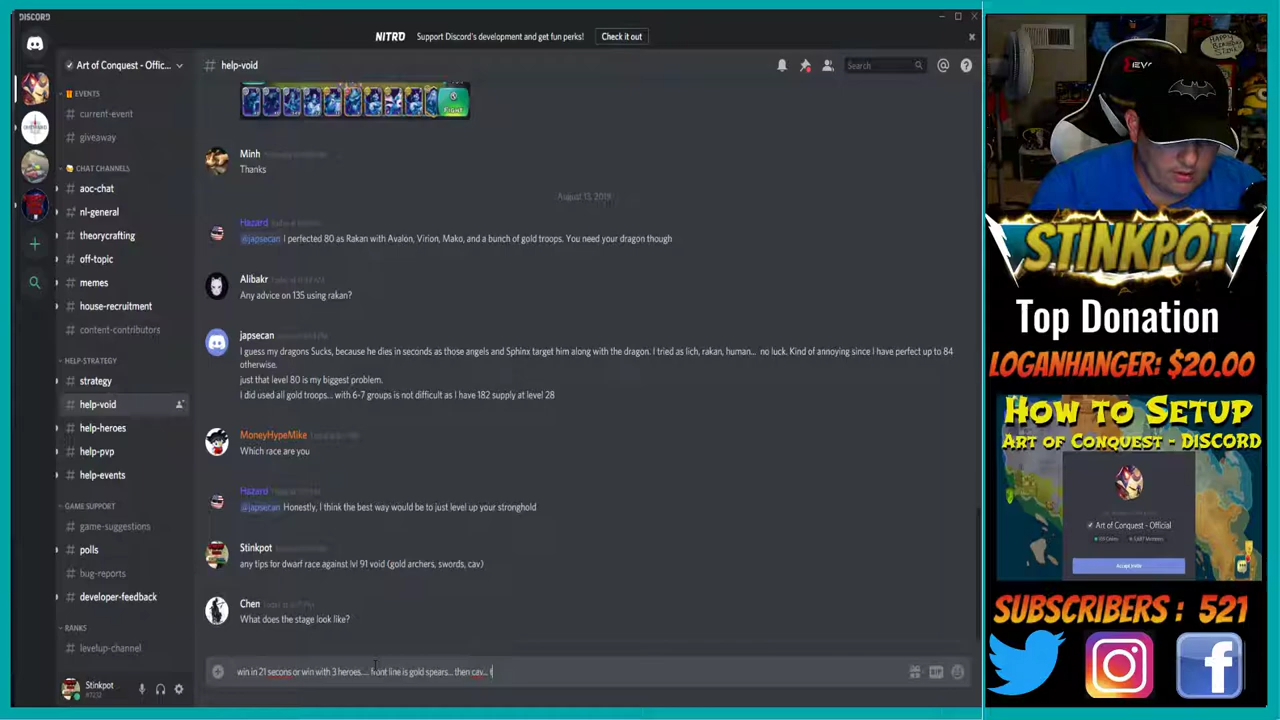 DISCORD
NITRO Support Discord's development and get fun perks! Check it out
Art of Conquest - Offic...
# help-void
Search
EVENTS
# current-event
# giveaway
CHAT CHANNELS
# aoc-chat
# nl-general
# theorycrafting
# off-topic
# memes
# house-recruitment
# content-contributors
HELP-STRATEGY
# strategy
# help-void
# help-heroes
# help-pvp
# help-events
GAME SUPPORT
# game-suggestions
# polls
# bug-reports
# developer-feedback
RANKS
# levelup-channel
Stinkpot
#7232
FIGHT
Minh
Thanks
August 13, 2019
Hazard
@japsecan I perfected 80 as Rakan with Avalon, Virion, Mako, and a bunch of gold troops. You need your dragon though
Alibakr
Any advice on 135 using rakan?
japsecan
I guess my dragons Sucks, because he dies in seconds as those angels and Sphinx target him along with the dragon. I tried as lich, rakan, human... no luck. Kind of annoying since I have perfect up to 84
otherwise.
just that level 80 is my biggest problem.
I did used all gold troops... with 6-7 groups is not difficult as I have 182 supply at level 28
MoneyHypeMike
Which race are you
Hazard
@japsecan Honestly, I think the best way would be to just level up your stronghold
Stinkpot
any tips for dwarf race against lvl 91 void (gold archers, swords, cav)
Chen
What does the stage look like?
win in 21 secons or win with 3 heroes.... front line is gold spears... then cav... t
GIF
HAPPY
STINKPOT
Top Donation
LOGANHANGER: $20.00
How to Setup
Art of Conquest - Discord
Art of Conquest - Official
Accept Invite
SUBSCRIBERS : 521